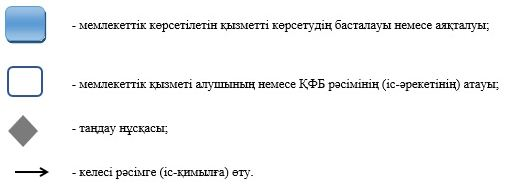 - мемлекеттік көрсетілетін қызметті көрсетудің басталауы немесе аяқталуы;
- мемлекеттік қызметі алушының немесе ҚФБ рәсімінің (іс-әрекетінің) атауы;
- таңдау нұсқасы;
- келесі рәсімге (іс-қимылға) өту.